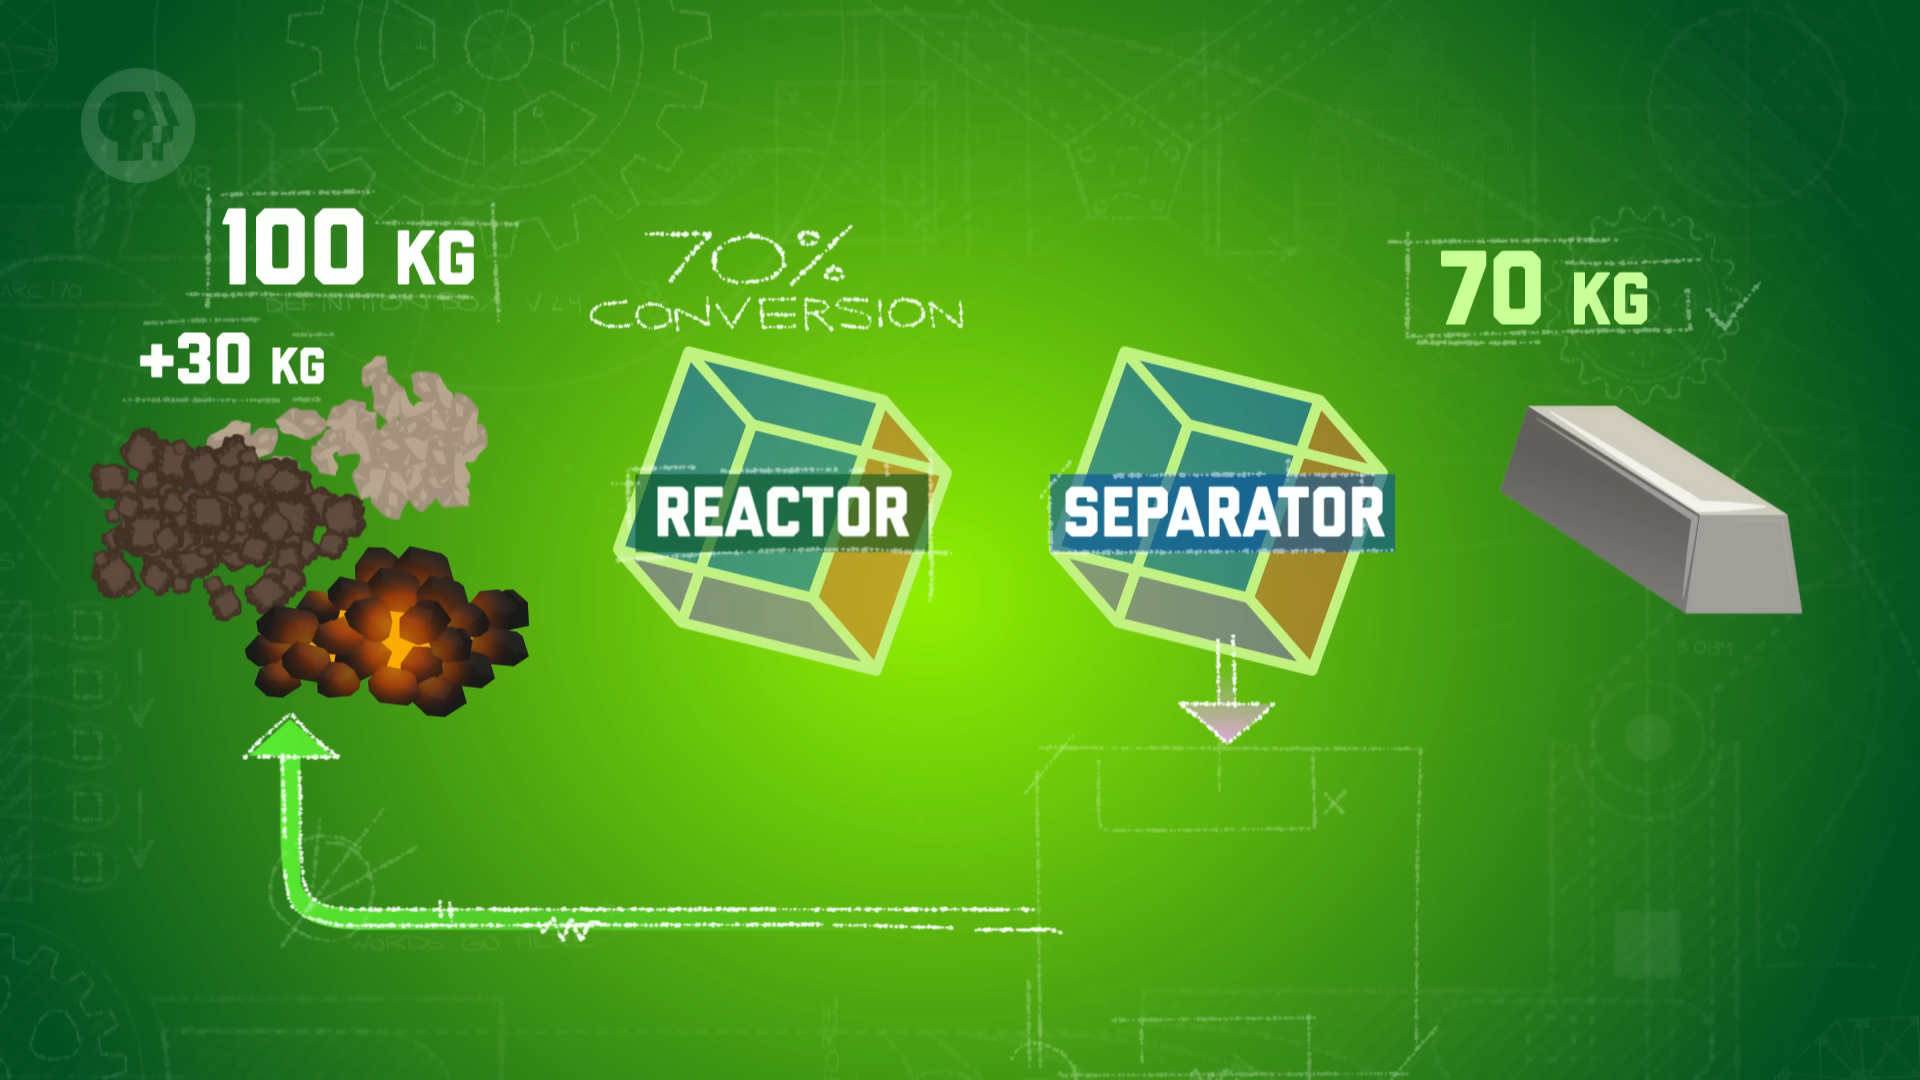 100 KG
+30 KG
70%
CONVERSION
70 KG
REACTOR
SEPARATOR